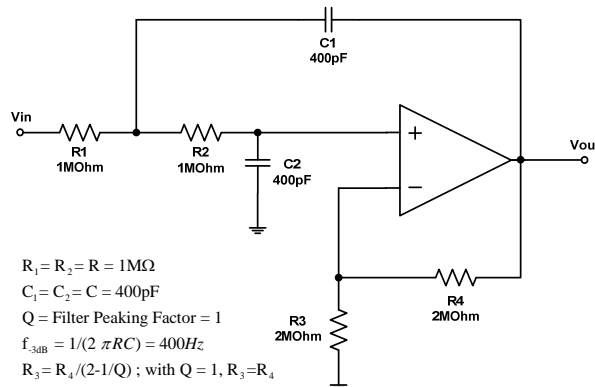 C1
400pF
Vin
R1
1MOhm
R2
1MOhm
C2
400pF
+
−
Vou
R4
2MOhm
R3
2MOhm
R₁= R₂= R = 1MΩ
C₁= C₂= C = 400pF
Q = Filter Peaking Factor = 1
f₋₃dB = 1/(2 πRC) = 400Hz
R₃= R₄/(2-1/Q) ; with Q = 1, R₃=R₄